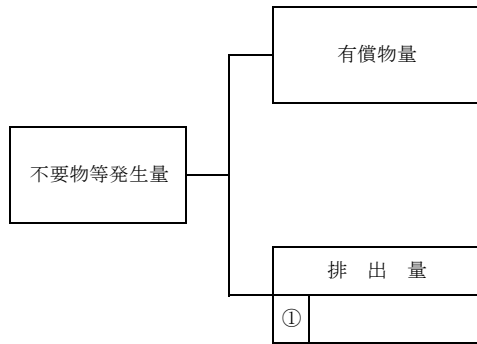 有償物量
不要物等発生量
排 出 量
①